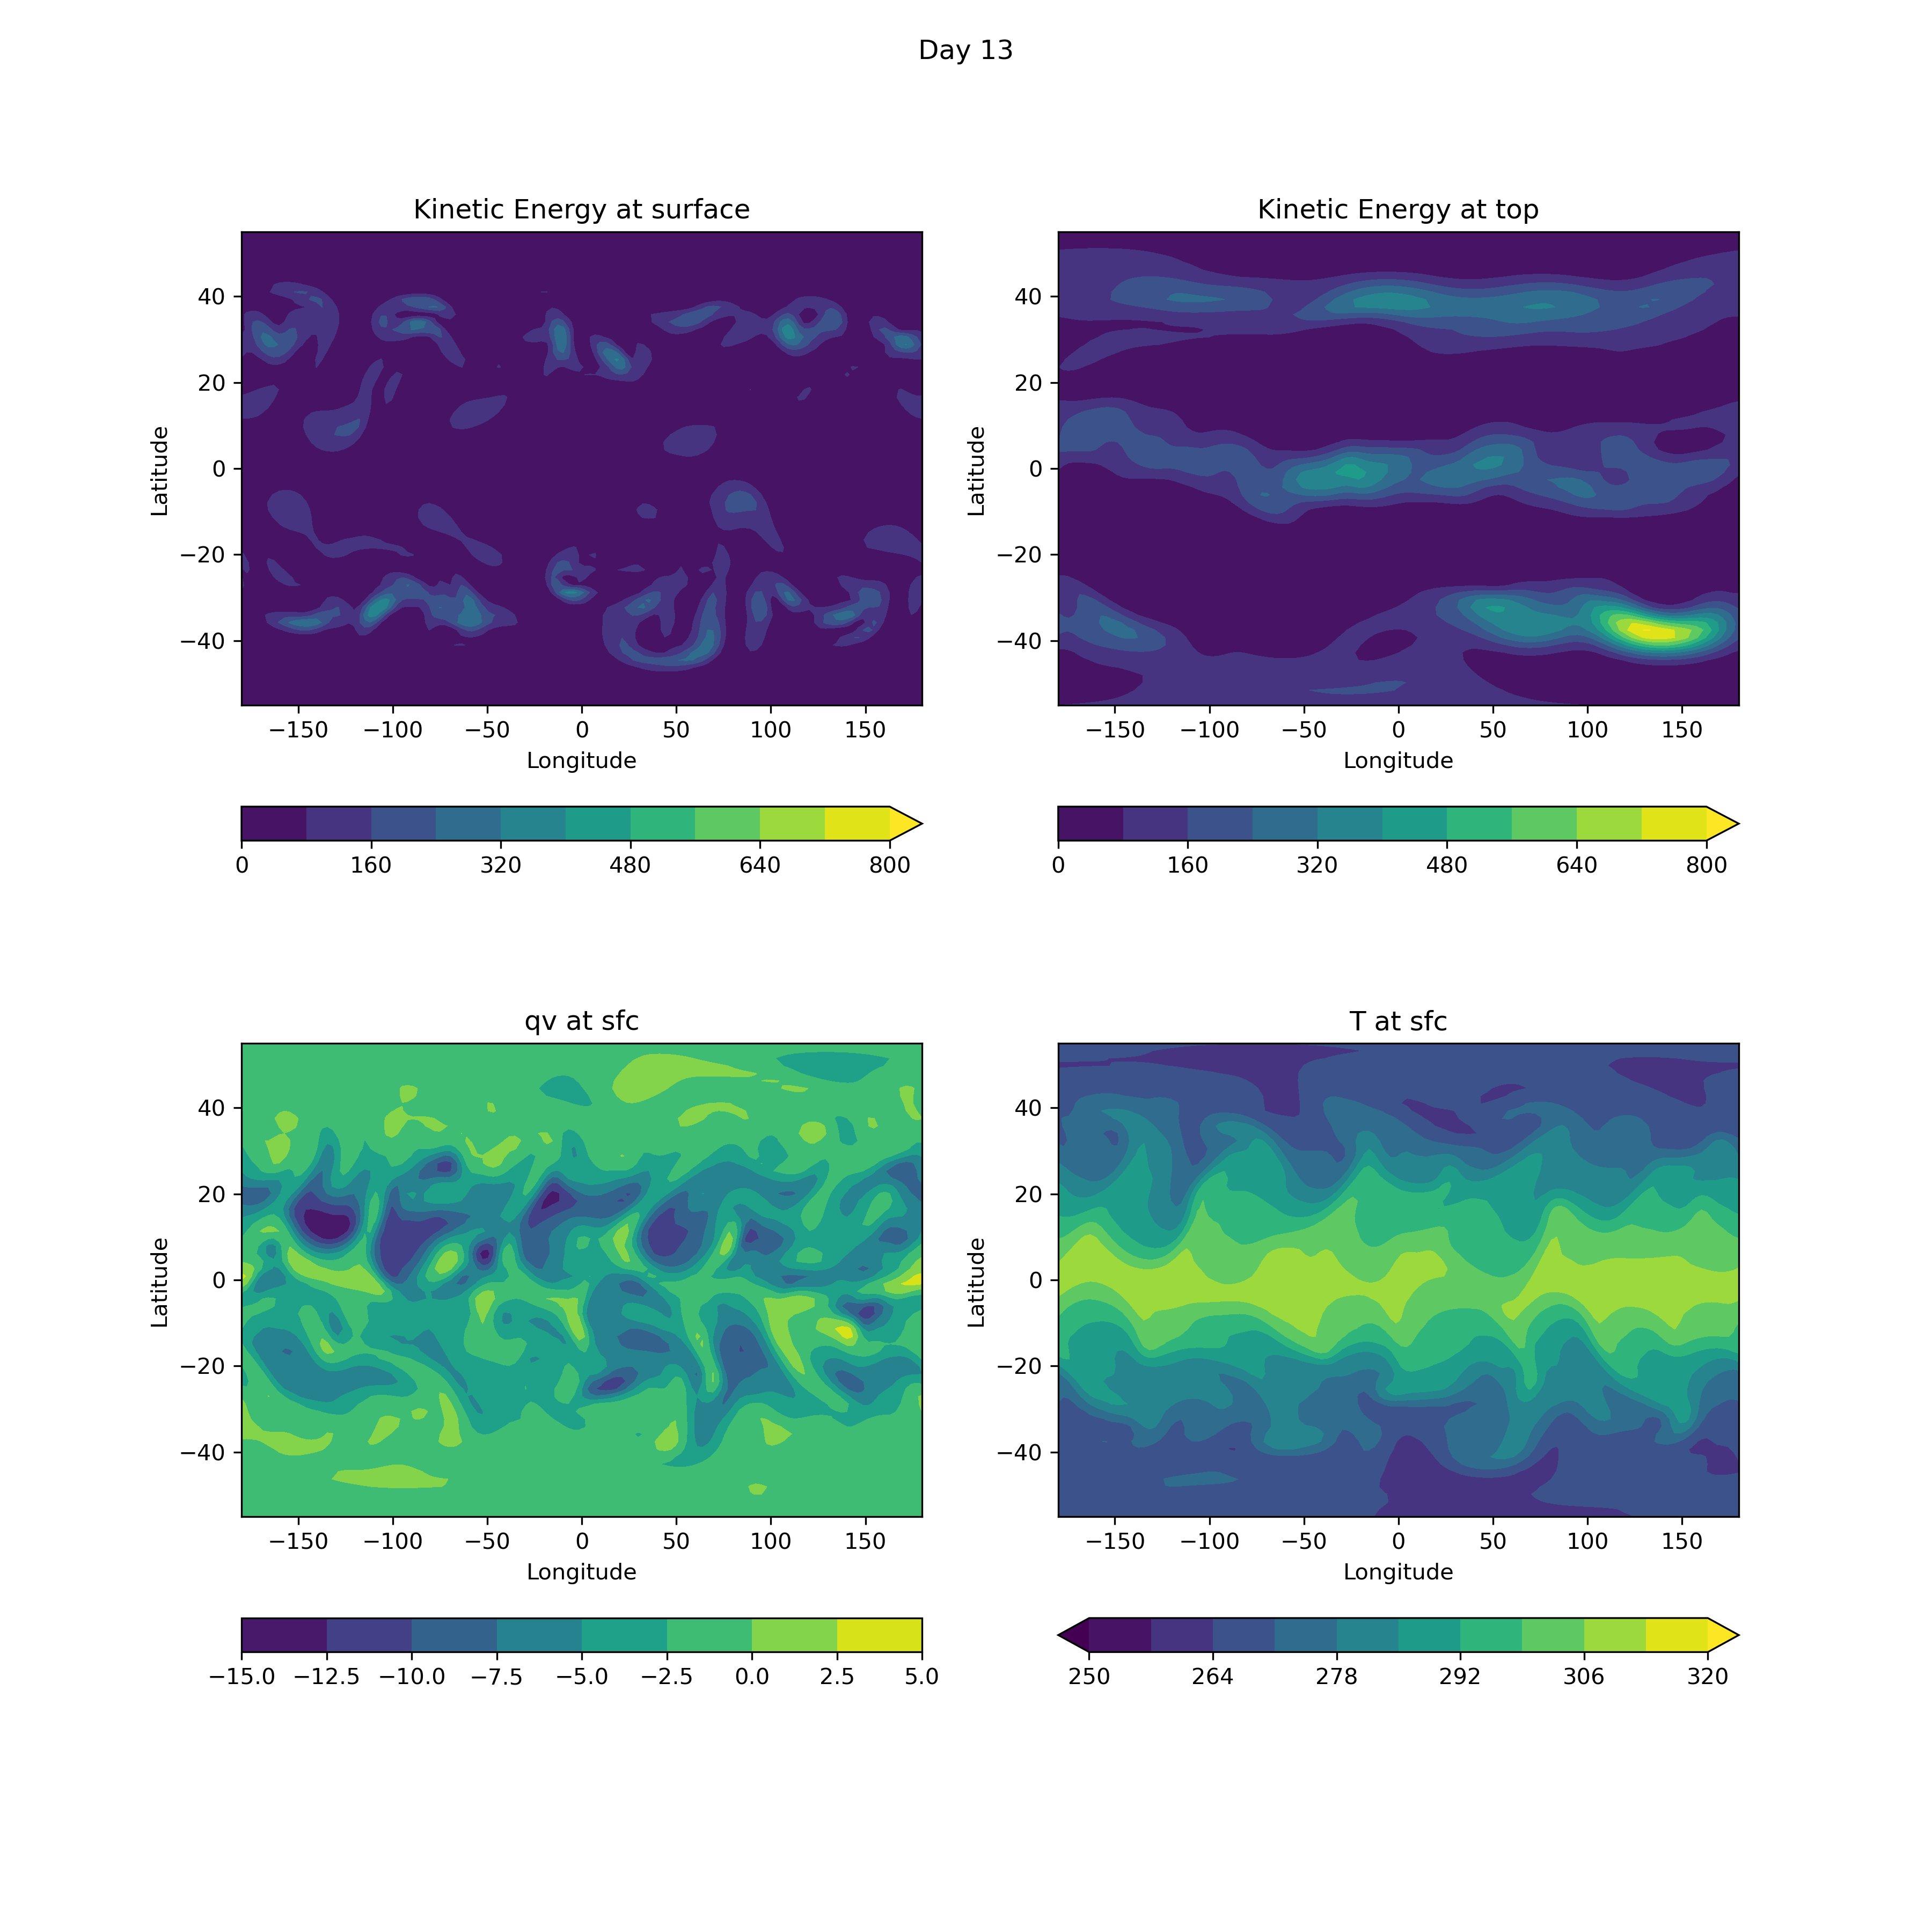 Day 13
Kinetic Energy at surface
Kinetic Energy at top
40
20
0
−20
−40
Latitude
−150 −100 −50 0 50 100 150
Longitude
0 160 320 480 640 800
40
20
0
−20
−40
Latitude
−150 −100 −50 0 50 100 150
Longitude
0 160 320 480 640 800
qv at sfc
T at sfc
40
20
0
−20
−40
Latitude
−150 −100 −50 0 50 100 150
Longitude
−15.0 −12.5 −10.0 −7.5 −5.0 −2.5 0.0 2.5 5.0
40
20
0
−20
−40
Latitude
−150 −100 −50 0 50 100 150
Longitude
250 264 278 292 306 320